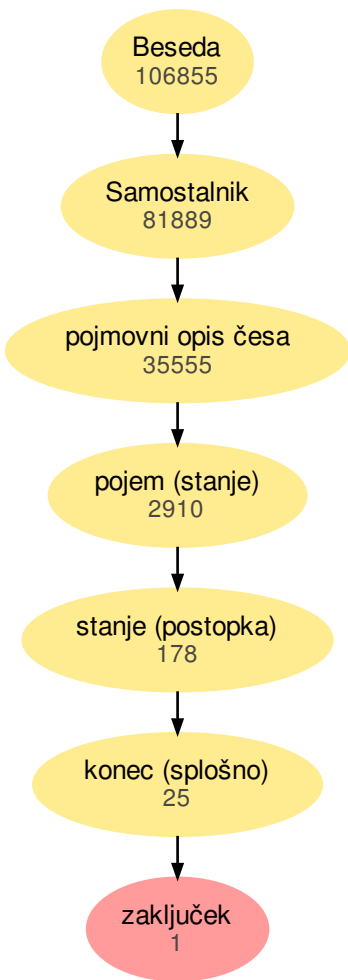 Beseda
106855
Samostalnik
81889
pojmovni opis česa
35555
pojem (stanje)
2910
stanje (postopka)
178
konec (splošno)
25
zaključek
1